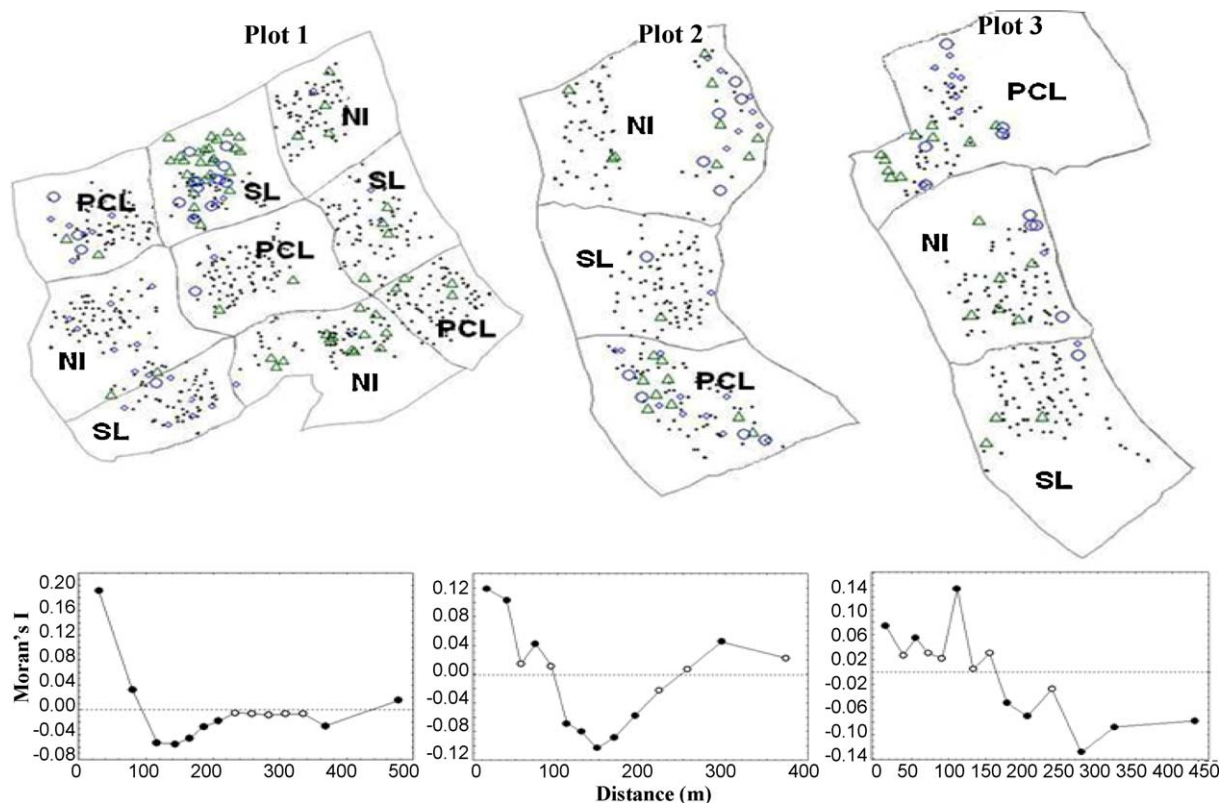 Plot 1
Plot 2
Plot 3
NI
PCL
SL
SL
PCL
NI
PCL
NI
SL
NI
SL
PCL
PCL
NI
SL
Moran's I
0.20
0.16
0.12
0.08
0.04
0.00
-0.04
-0.08
0 100 200 300 400 500
0.12
0.08
0.04
0.00
-0.04
-0.08
-0.12
0 100 200 300 400
0.14
0.10
0.06
0.02
-0.02
-0.06
-0.10
-0.14
0 50 100 150 200 250 300 350 400 450
Distance (m)